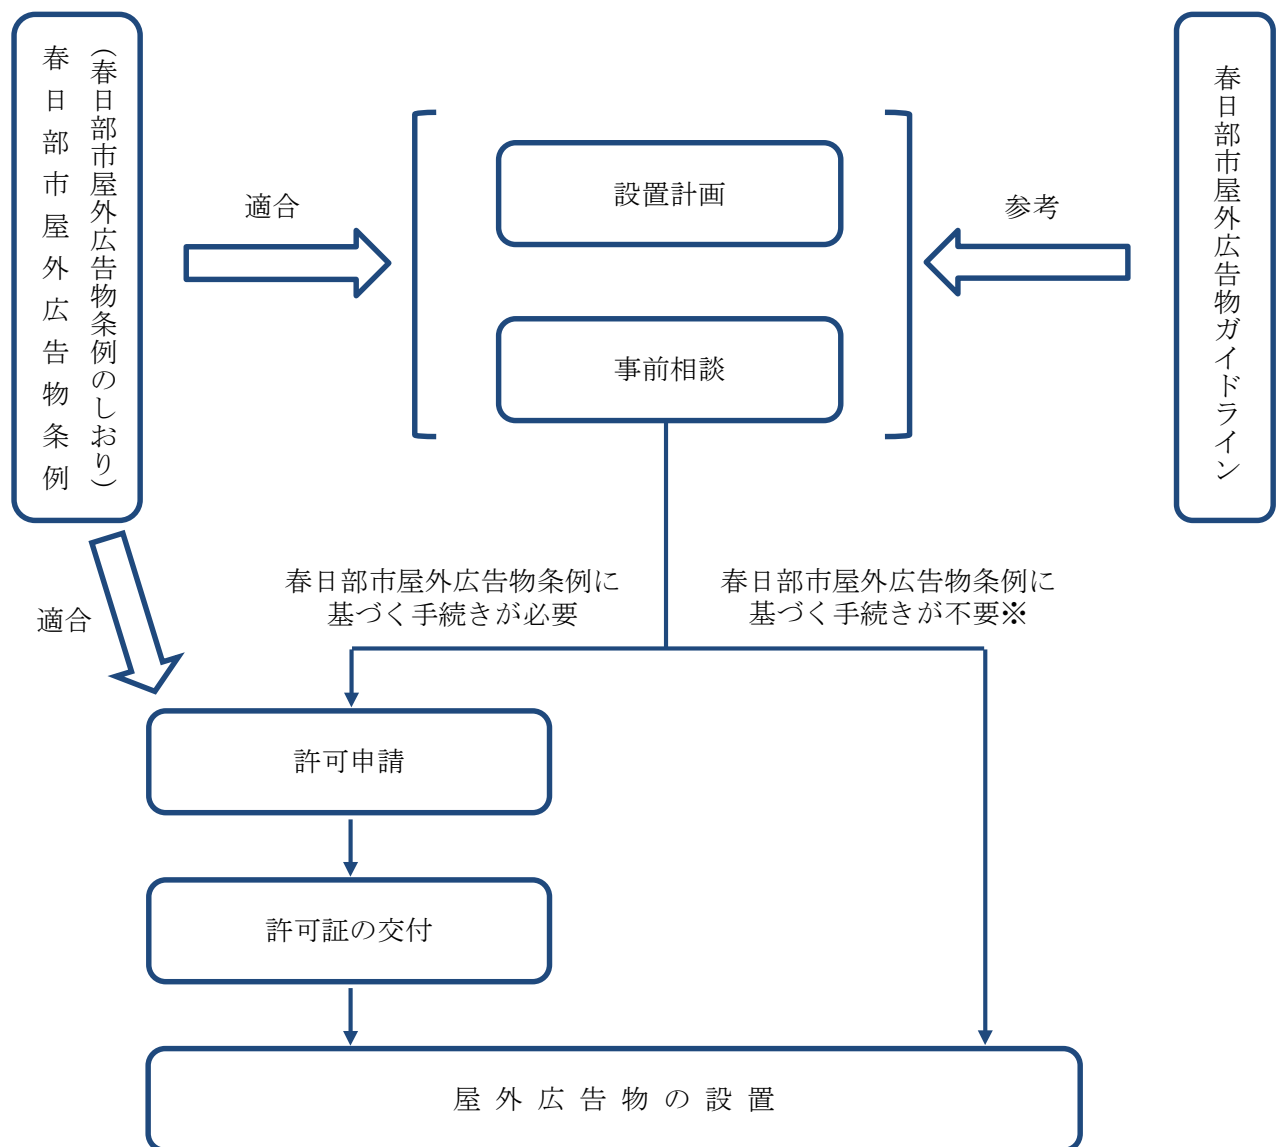 春日部市屋外広告物条例
（春日部市屋外広告物条例のしおり）
適合
設置計画
事前相談
参考
春日部市屋外広告物ガイドライン
適合
春日部市屋外広告物条例に
基づく手続きが必要
春日部市屋外広告物条例に
基づく手続きが不要※
許可申請
許可証の交付
屋外広告物の設置